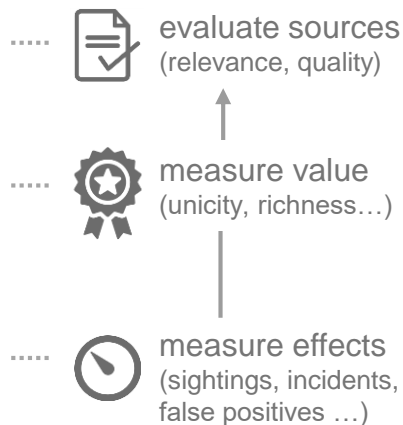 evaluate sources
(relevance, quality)
measure value
(unicity, richness…)
measure effects
(sightings, incidents,
false positives …)